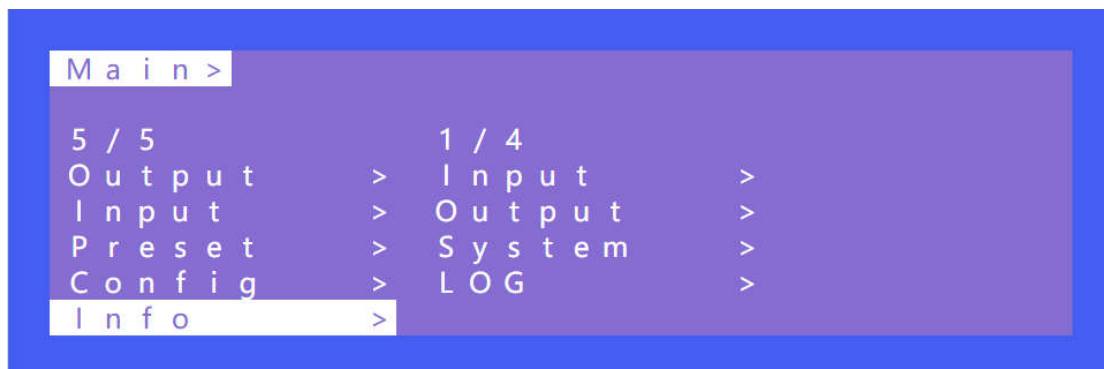 Main>
5/5 1/4
Output > Input >
Input > Output >
Preset > System >
Config > LOG >
Info >